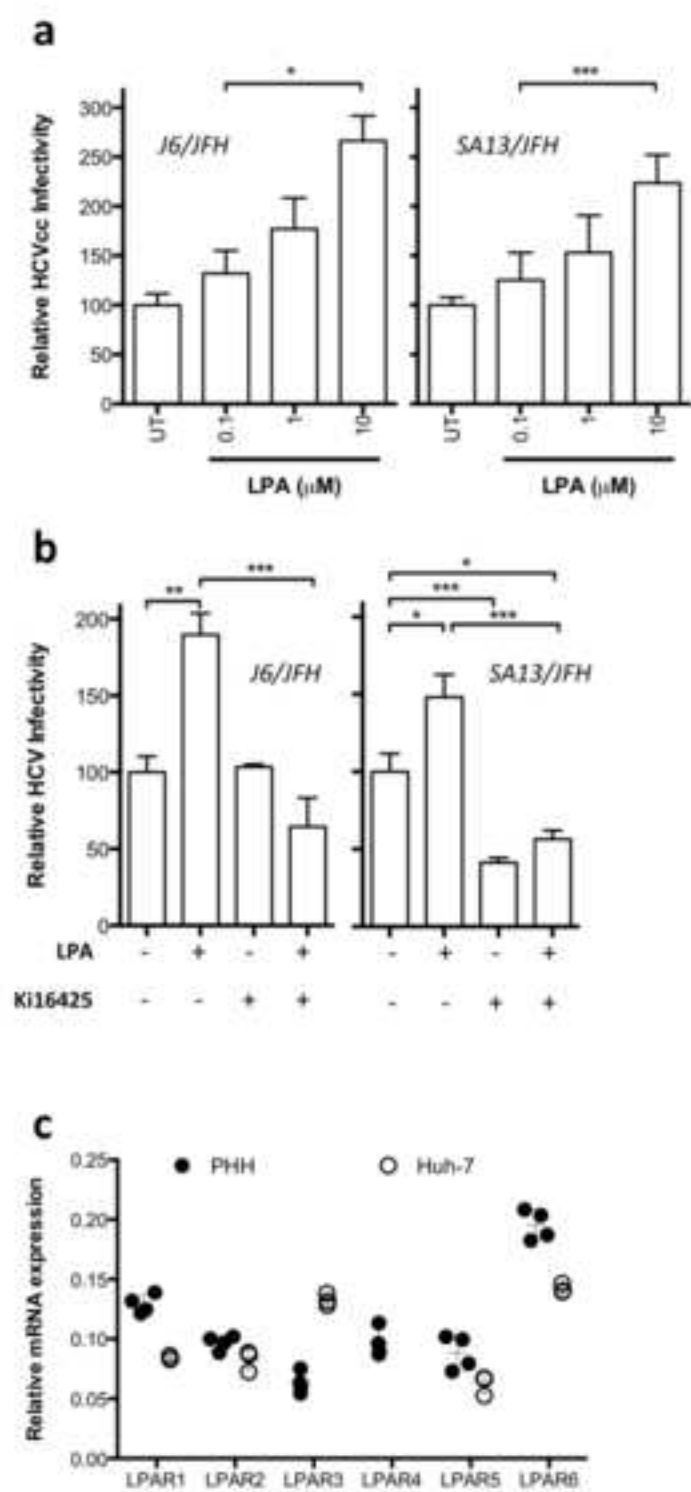 a
* ***
300
250
200
150
100
50
0
Relative HCVcc Infectivity
J6/JFH SA13/JFH
UT 0.1 1 10 UT 0.1 1 10
LPA (µM) LPA (µM)
b
*
*** ***
** * ***
200
150
100
50
0
Relative HCV Infectivity
J6/JFH SA13/JFH
LPA - + - + - + - +
Ki16425 - - + + - - + +
c
PHH Huh-7
0.25
0.20
0.15
0.10
0.05
0.00
Relative mRNA expression
LPAR1 LPAR2 LPAR3 LPAR4 LPAR5 LPAR6